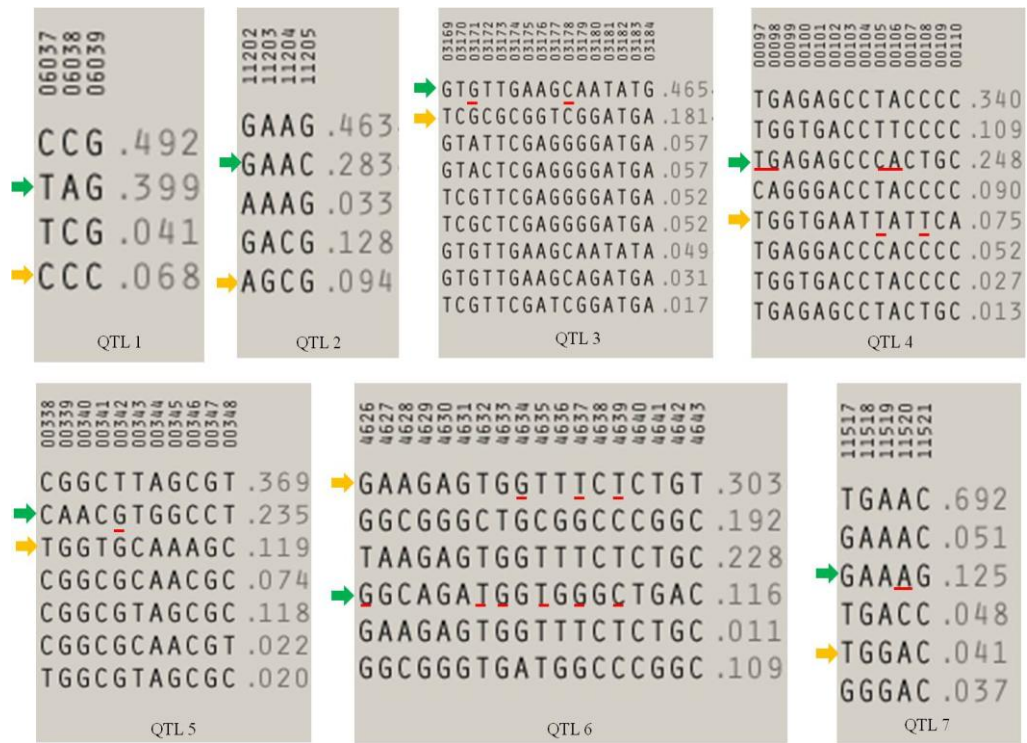 06037
06038
06039
CCG .492
TAG .399
TCG .041
CCC .068
QTL 1
11202
11203
11204
11205
GAAG .463
GAAC .283
AAAG .033
GACG .128
AGCG .094
QTL 2
03169
03170
03171
03172
03173
03174
03175
03176
03177
03178
03179
03180
03181
03182
03183
03184
GTGTTGAAGCAATATG .465
TCGCGCGGTCGGATGA .181
GTATTCGAGGGGATGA .057
GTACTCGAGGGGATGA .057
TCGTTCGAGGGGATGA .052
TCGCTCGAGGGGATGA .052
GTGTTGAAGCAATATA .049
GTGTTGAAGCAGATGA .031
TCGTTCGATCGGATGA .017
QTL 3
00097
00098
00099
00100
00101
00102
00103
00104
00105
00106
00107
00108
00109
00110
TGAGAGCCTACCCC .340
TGGTGACCTTCCCC .109
TGAGAGCCCACTGC .248
CAGGGACCTACCCC .090
TGGTGAATTATTCA .075
TGAGGACCCACCCC .052
TGGTGACCTACCCC .027
TGAGAGCCTACTGC .013
QTL 4
00338
00339
00340
00341
00342
00343
00344
00345
00346
00347
00348
CGGCTTAGCGT .369
CAACGTGGCCT .235
TGGTGCAAAGC .119
CGGCGCAACGC .074
CGGCGTAGCGC .118
CGGCGCAACGT .022
TGGCGTAGCGC .020
QTL 5
4626
4627
4628
4629
4630
4631
4632
4633
4634
4635
4636
4637
4638
4639
4640
4641
4642
4643
GAAGAGTGGTTTCTCTGT .303
GGCGGGCTGCGGCCCGGC .192
TAAGAGTGGTTTCTCTGC .228
GGCAGATGGTGGGCTGAC .116
GAAGAGTGGTTTCTCTGC .011
GGCGGGTGATGGCCCGGC .109
QTL 6
11517
11518
11519
11520
11521
TGAAC .692
GAAAC .051
GAAAG .125
TGACC .048
TGGAC .041
GGGAC .037
QTL 7